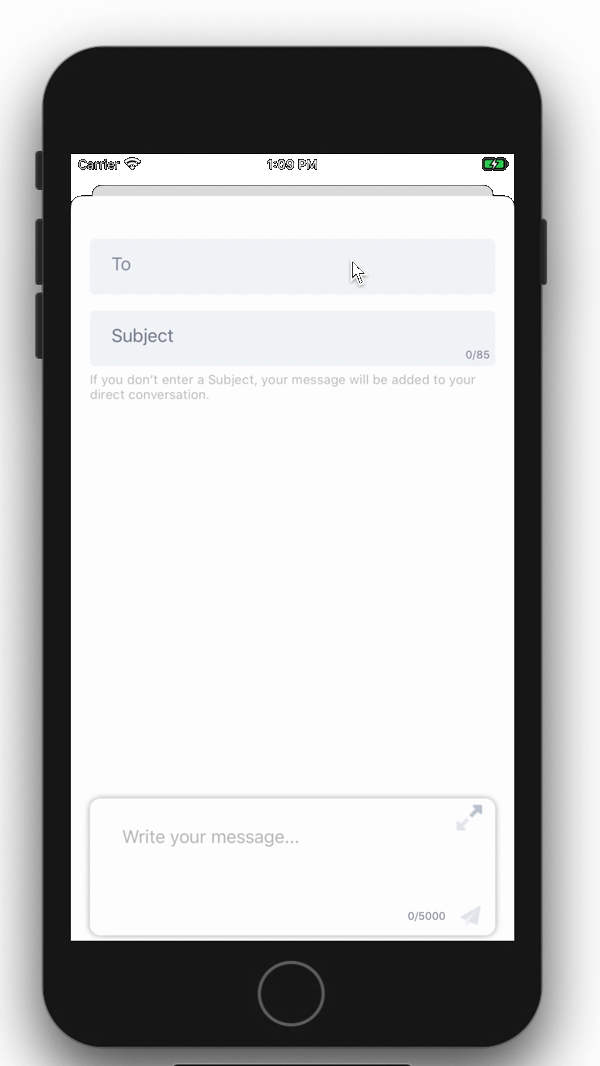 Carrier 1:09 PM
To
Subject
0/85
If you don't enter a Subject, your message will be added to your
direct conversation.
Write your message...
0/5000